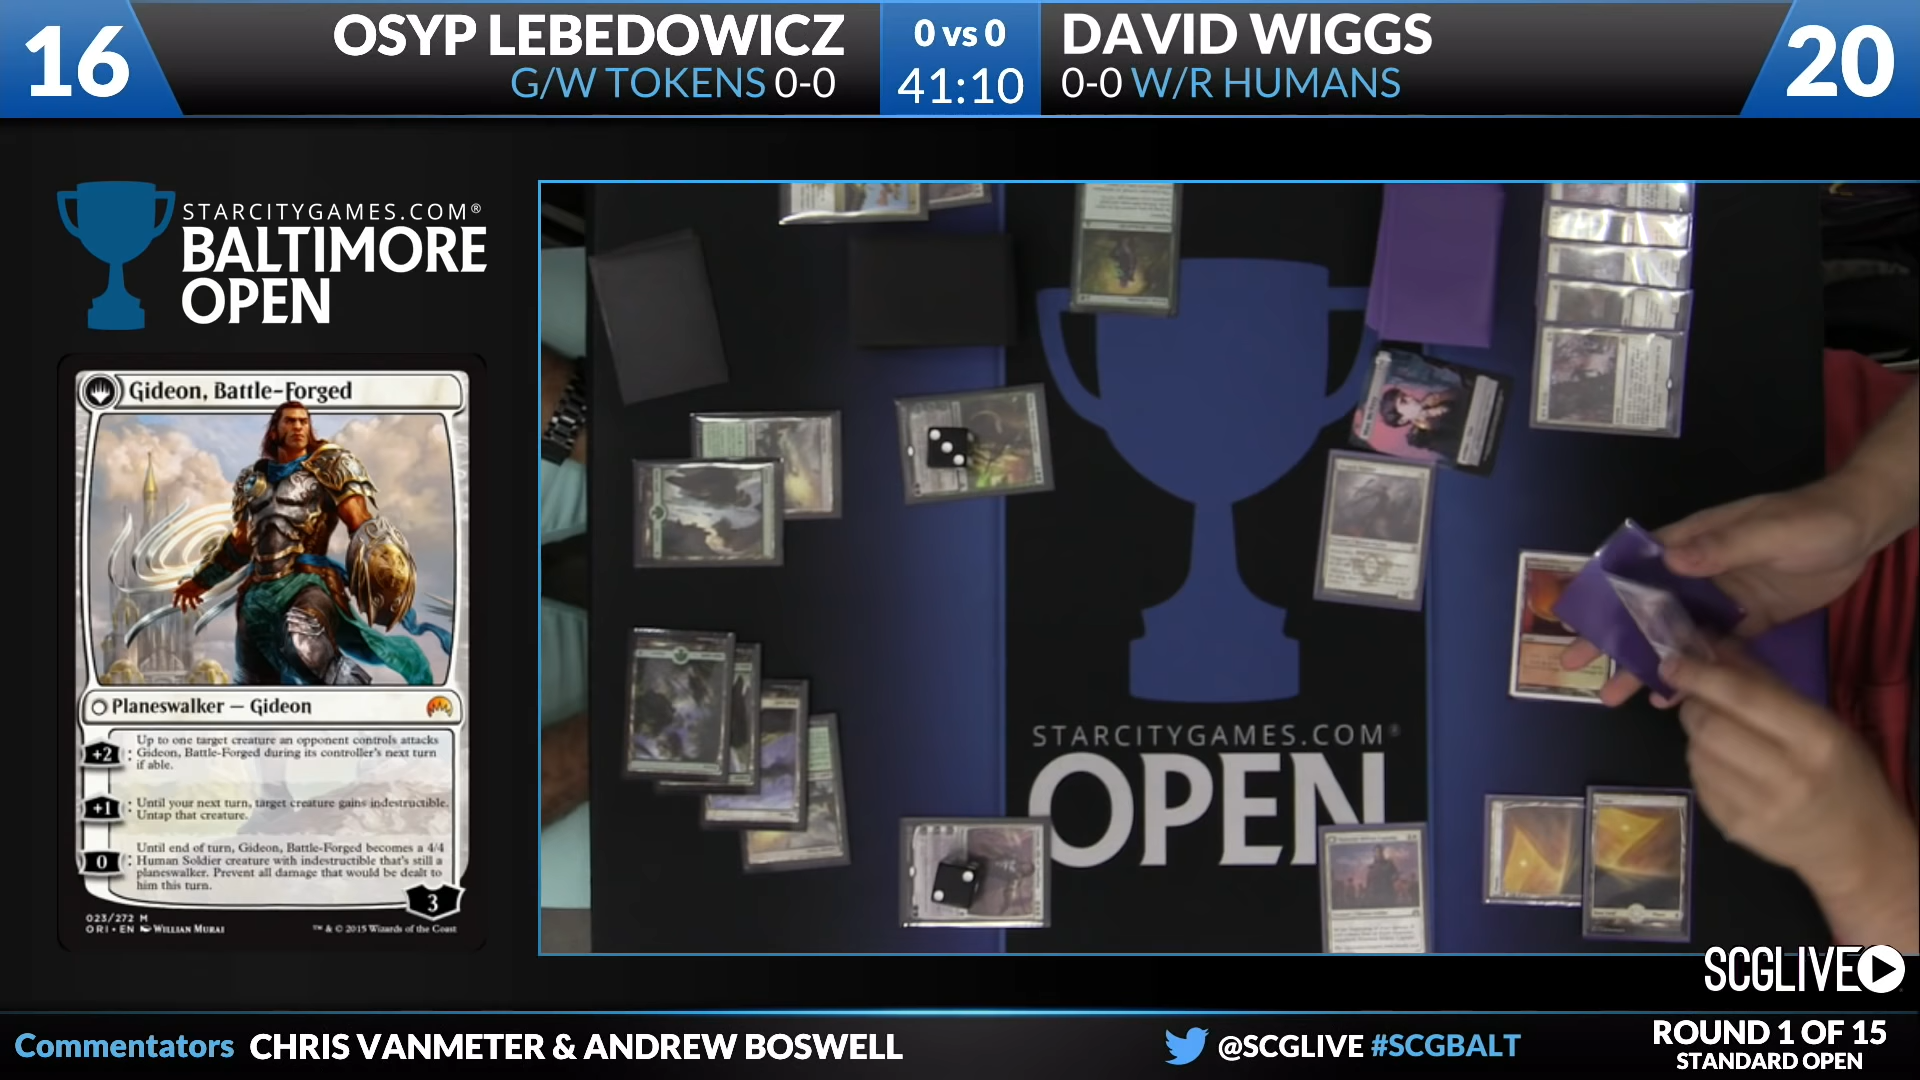 16
OSYP LEBEDOWICZ
G/W TOKENS 0-0
0 vs 0
41:10
DAVID WIGGS
0-0 W/R HUMANS
20
STARCITYGAMES.COM®
BALTIMORE
OPEN
Gideon, Battle-Forged
Planeswalker — Gideon
+2 : Up to one target creature an opponent controls attacks
Gideon, Battle-Forged during its controller's next turn
if able.
+1 : Until your next turn, target creature gains indestructible.
Untap that creature.
0 : Until end of turn, Gideon, Battle-Forged becomes a 4/4
Human Soldier creature with indestructible that's still a
planeswalker. Prevent all damage that would be dealt to
him this turn.
3
023/272 M
ORI • EN WILLIAN MURAI
™ & © 2015 Wizards of the Coast
STARCITYGAMES.COM®
OPEN
SCGLIVE
Commentators CHRIS VANMETER & ANDREW BOSWELL
@SCGLIVE #SCGBALT
ROUND 1 OF 15
STANDARD OPEN